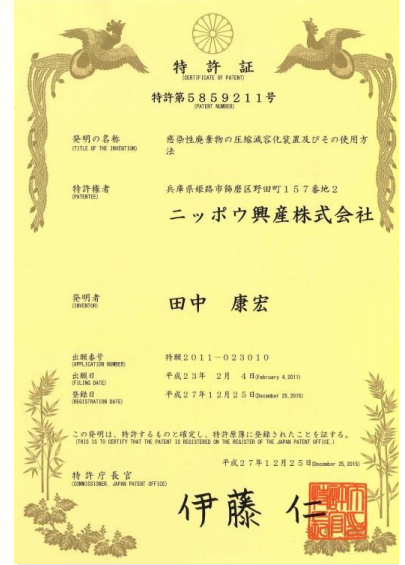 特許証
(CERTIFICATE OF PATENT)
特許第5859211号
(PATENT NUMBER)
発明の名称
(TITLE OF THE INVENTION)
感染性廃棄物の圧縮減容化装置及びその使用方
法
特許権者
(PATENTEE)
兵庫県姫路市飾磨区野田町157番地2
ニッポウ興産株式会社
発明者
(INVENTOR)
田中 康宏
出願番号
(APPLICATION NUMBER)
特願2011-023010
出願日
(FILING DATE)
平成23年 2月 4日(February 4,2011)
登録日
(REGISTRATION DATE)
平成27年12月25日(December 25,2015)
この発明は、特許するものと確定し、特許原簿に登録されたことを証する。
(THIS IS TO CERTIFY THAT THE PATENT IS REGISTERED ON THE REGISTER OF THE JAPAN PATENT OFFICE.)
平成27年12月25日(December 25,2015)
特許庁長官
(COMMISSIONER, JAPAN PATENT OFFICE)
伊藤 仁